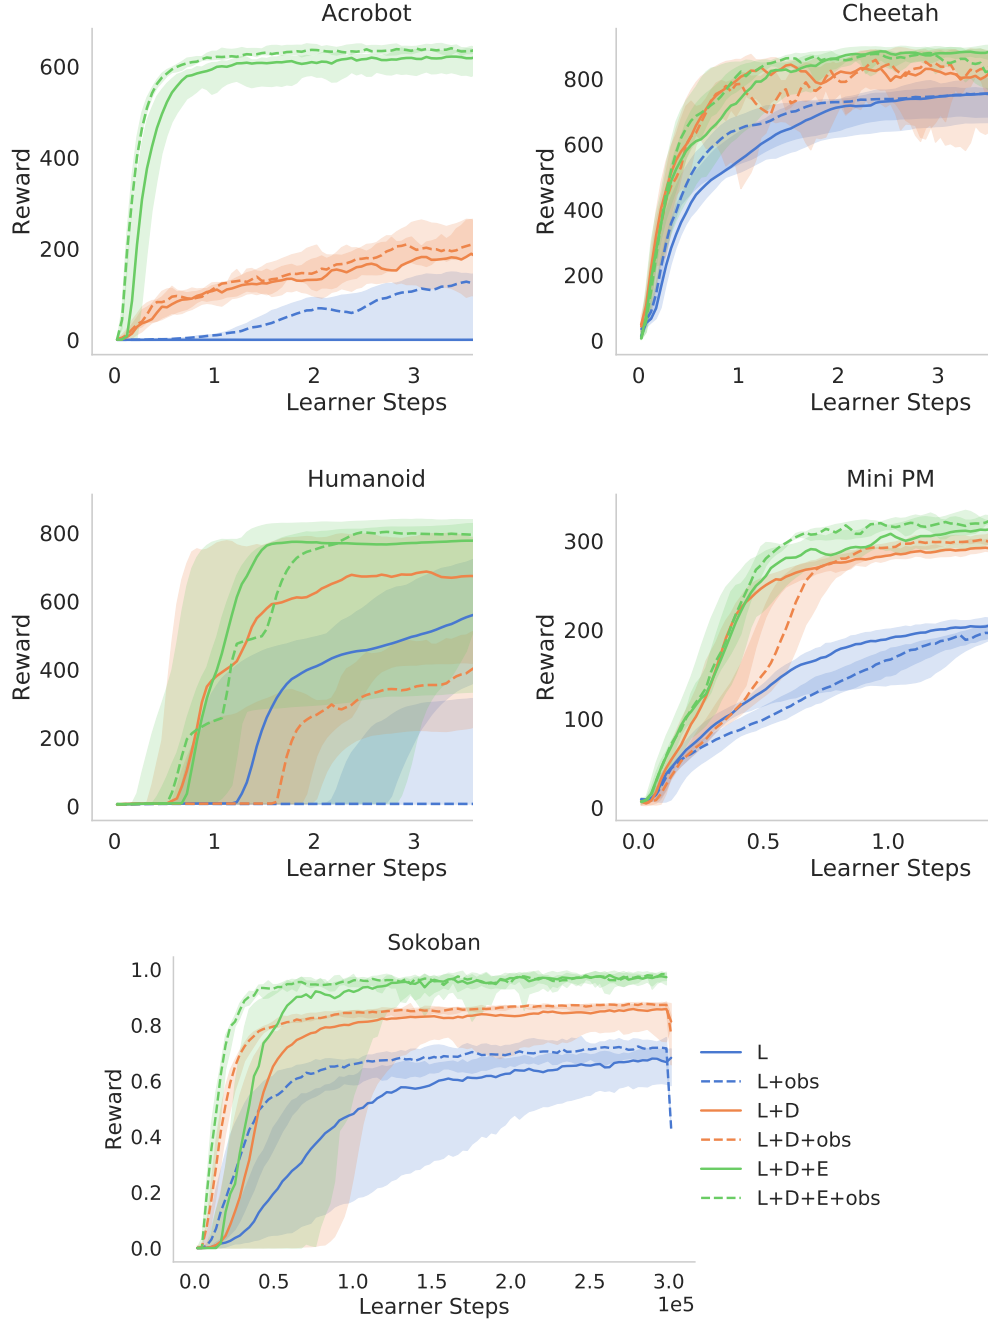 Acrobot
Reward
600
400
200
0
0 1 2 3
Learner Steps
Cheetah
Reward
800
600
400
200
0
0 1 2 3
Learner Steps
Humanoid
Reward
800
600
400
200
0
0 1 2 3
Learner Steps
Mini PM
Reward
300
200
100
0
0.0 0.5 1.0
Learner Steps
Sokoban
Reward
1.0
0.8
0.6
0.4
0.2
0.0
0.0 0.5 1.0 1.5 2.0 2.5 3.0
1e5
Learner Steps
L
L+obs
L+D
L+D+obs
L+D+E
L+D+E+obs